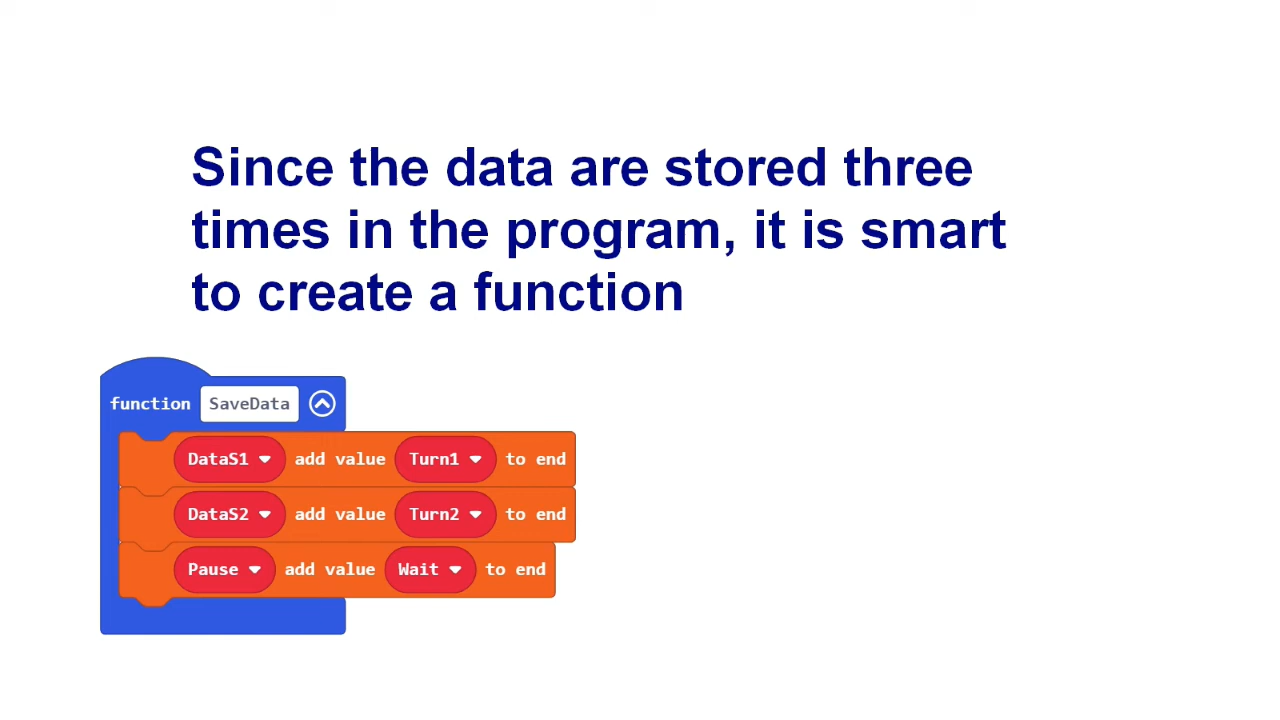 Since the data are stored three
times in the program, it is smart
to create a function
function SaveData
DataS1 add value Turn1 to end
DataS2 add value Turn2 to end
Pause add value Wait to end